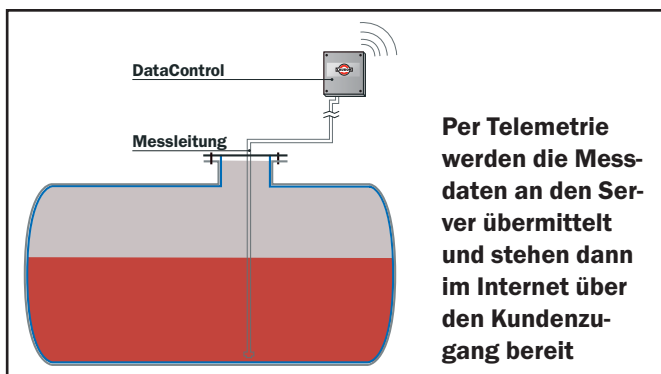 DataControl
Messleitung
Per Telemetrie
werden die Mess-
daten an den Ser-
ver übermittelt
und stehen dann
im Internet über
den Kundenzu-
gang bereit